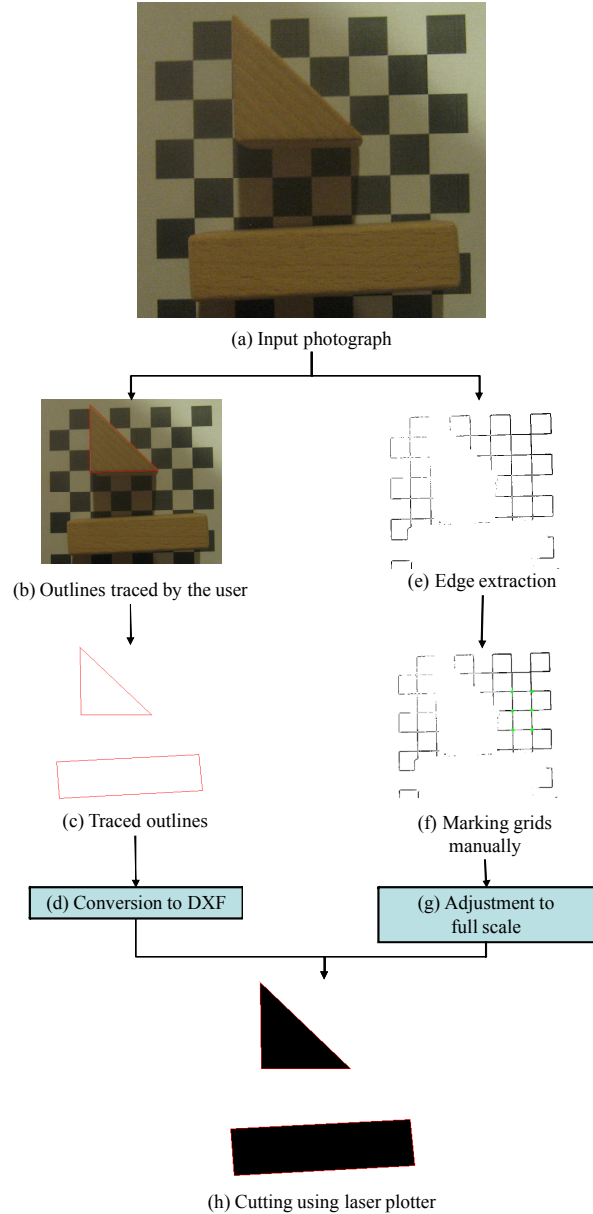 (a) Input photograph
(b) Outlines traced by the user
(c) Traced outlines
(d) Conversion to DXF
(e) Edge extraction
(f) Marking grids
manually
(g) Adjustment to
full scale
(h) Cutting using laser plotter